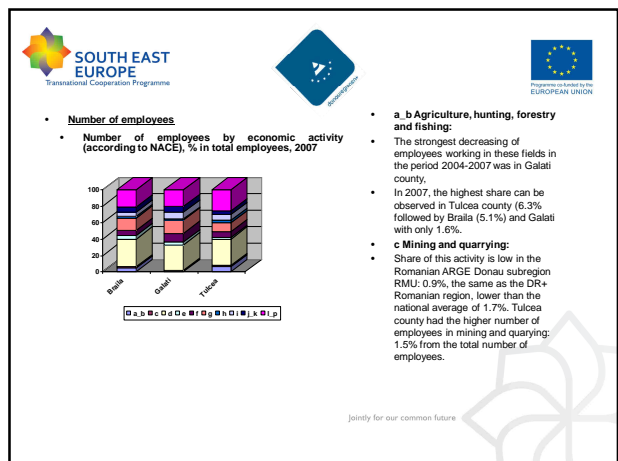 SOUTH EAST
EUROPE
Transnational Cooperation Programme
donauregionen
Programme co-funded by the
EUROPEAN UNION
• Number of employees
• Number of employees by economic activity
(according to NACE), % in total employees, 2007
100
80
60
40
20
0
Braila
Galati
Tulcea
a_b c d e f g h i j_k l_p
• a_b Agriculture, hunting, forestry
and fishing:
• The strongest decreasing of
employees working in these fields in
the period 2004-2007 was in Galati
county,
• In 2007, the highest share can be
observed in Tulcea county (6.3%
followed by Braila (5.1%) and Galati
with only 1.6%.
• c Mining and quarrying:
• Share of this activity is low in the
Romanian ARGE Donau subregion
RMU: 0.9%, the same as the DR+
Romanian region, lower than the
national average of 1.7%. Tulcea
county had the higher number of
employees in mining and quarying:
1.5% from the total number of
employees.
Jointly for our common future